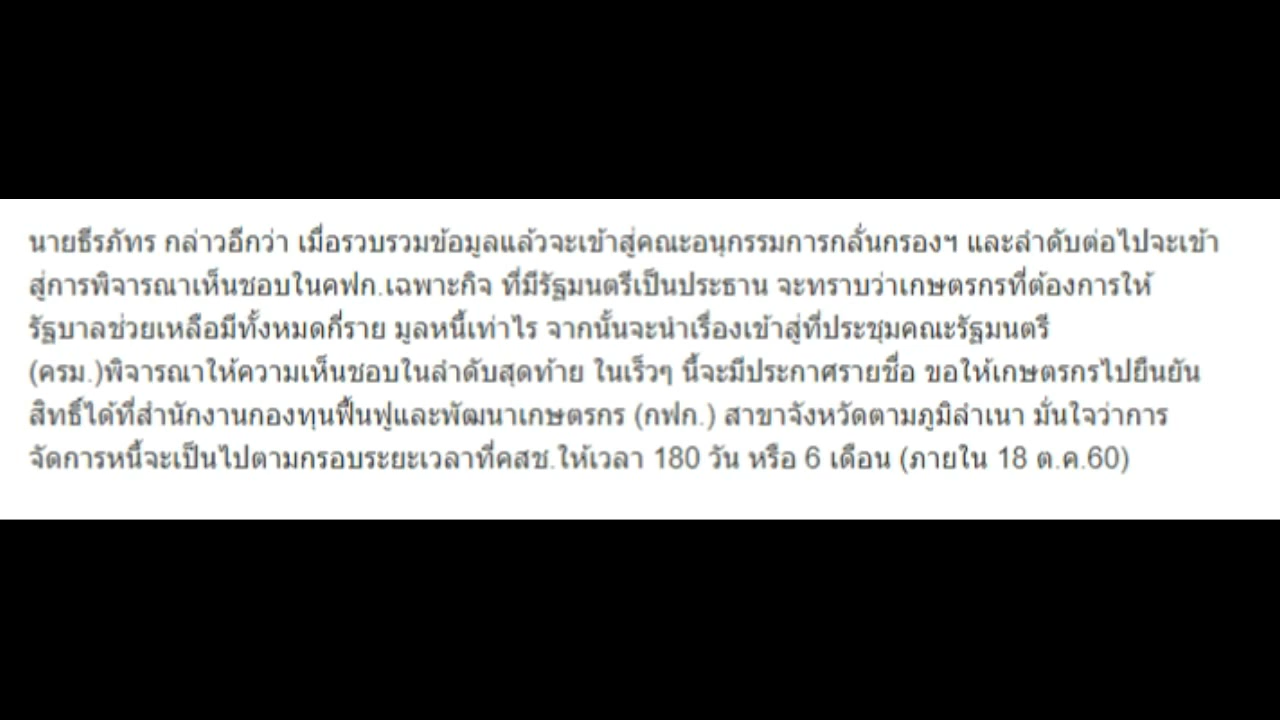 นายธีรภัทร กล่าวอีกว่า เมื่อรวบรวมข้อมูลแล้วจะเข้าสู่คณะอนุกรรมการกลั่นกรองฯ และลำดับต่อไปจะเข้า
สู่การพิจารณาเห็นชอบในคฟก.เฉพาะกิจ ที่มีรัฐมนตรีเป็นประธาน จะทราบว่าเกษตรกรที่ต้องการให้
รัฐบาลช่วยเหลือมีทั้งหมดกี่ราย มูลหนี้เท่าไร จากนั้นจะนำเรื่องเข้าสู่ที่ประชุมคณะรัฐมนตรี
(ครม.)พิจารณาให้ความเห็นชอบในลำดับสุดท้าย ในเร็วๆ นี้จะมีประกาศรายชื่อ ขอให้เกษตรกรไปยืนยัน
สิทธิ์ได้ที่สำนักงานกองทุนฟื้นฟูและพัฒนาเกษตรกร (กฟก.) สาขาจังหวัดตามภูมิลำเนา มั่นใจว่าการ
จัดการหนี้จะเป็นไปตามกรอบระยะเวลาที่คสช.ให้เวลา 180 วัน หรือ 6 เดือน (ภายใน 18 ต.ค.60)